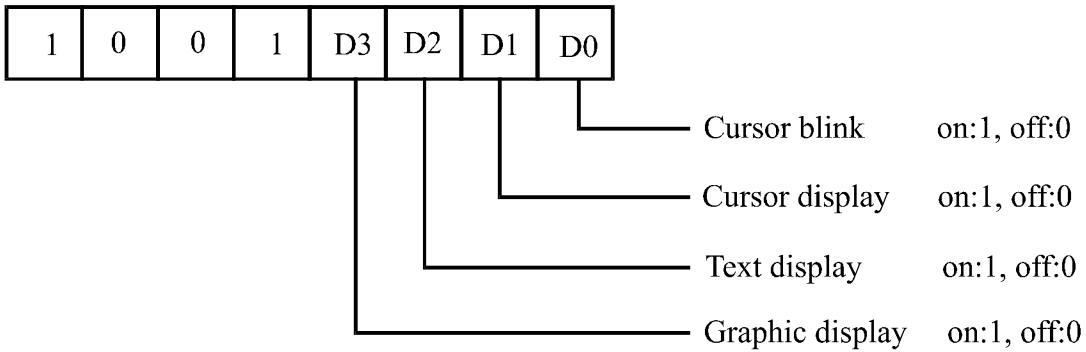 1 0 0 1 D3 D2 D1 D0
Cursor blink on:1, off:0
Cursor display on:1, off:0
Text display on:1, off:0
Graphic display on:1, off:0